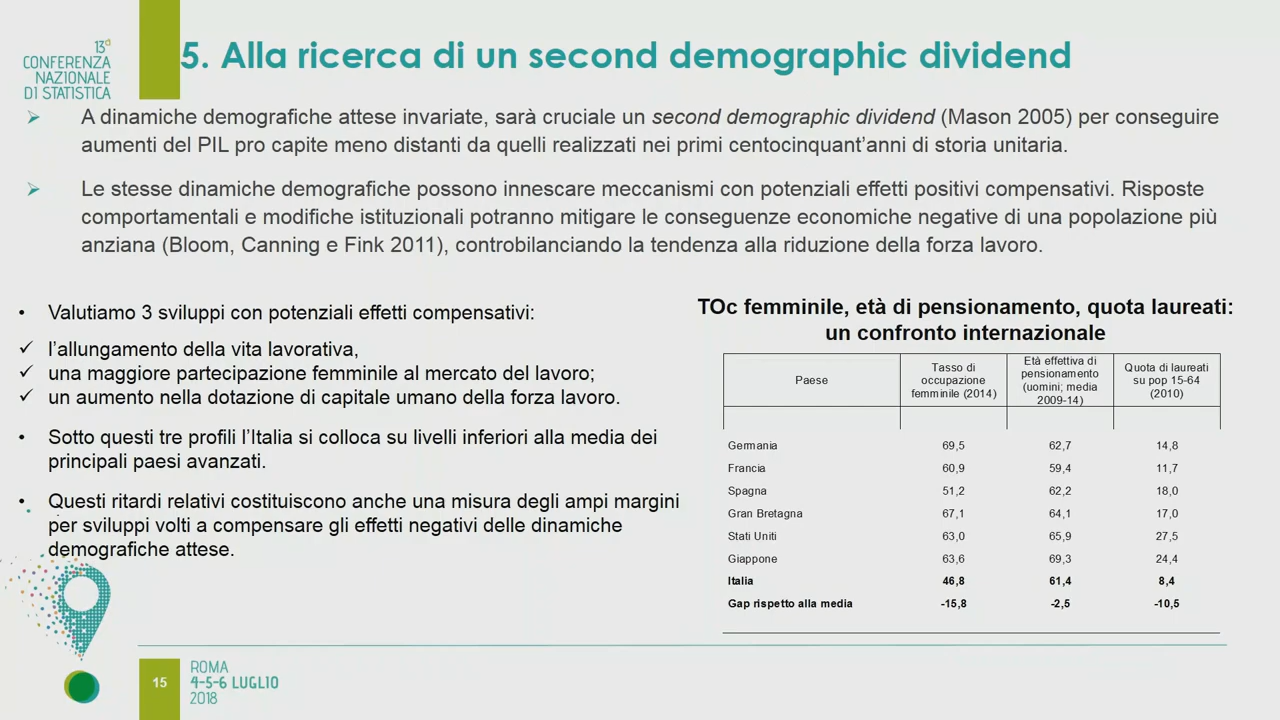 13a
CONFERENZA
NAZIONALE
DI STATISTICA
5. Alla ricerca di un second demographic dividend
A dinamiche demografiche attese invariate, sarà cruciale un second demographic dividend (Mason 2005) per conseguire
aumenti del PIL pro capite meno distanti da quelli realizzati nei primi centocinquant'anni di storia unitaria.
Le stesse dinamiche demografiche possono innescare meccanismi con potenziali effetti positivi compensativi. Risposte
comportamentali e modifiche istituzionali potranno mitigare le conseguenze economiche negative di una popolazione più
anziana (Bloom, Canning e Fink 2011), controbilanciando la tendenza alla riduzione della forza lavoro.
• Valutiamo 3 sviluppi con potenziali effetti compensativi:
✓ l'allungamento della vita lavorativa,
✓ una maggiore partecipazione femminile al mercato del lavoro;
✓ un aumento nella dotazione di capitale umano della forza lavoro.
• Sotto questi tre profili l'Italia si colloca su livelli inferiori alla media dei
principali paesi avanzati.
• Questi ritardi relativi costituiscono anche una misura degli ampi margini
per sviluppi volti a compensare gli effetti negativi delle dinamiche
demografiche attese.
TOc femminile, età di pensionamento, quota laureati:
un confronto internazionale
Paese
Tasso di
occupazione
femminile (2014)
Età effettiva di
pensionamento
(uomini; media
2009-14)
Quota di laureati
su pop 15-64
(2010)
Germania 69,5 62,7 14,8
Francia 60,9 59,4 11,7
Spagna 51,2 62,2 18,0
Gran Bretagna 67,1 64,1 17,0
Stati Uniti 63,0 65,9 27,5
Giappone 63,6 69,3 24,4
Italia 46,8 61,4 8,4
Gap rispetto alla media -15,8 -2,5 -10,5
15
ROMA
4-5-6 LUGLIO
2018